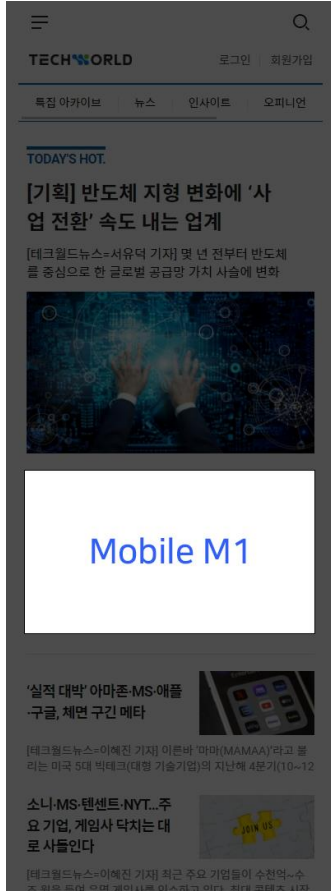 TECHWORLD
로그인 회원가입
특집 아카이브 뉴스 인사이트 오피니언
TODAY'S HOT.
[기획] 반도체 지형 변화에 ‘사
업 전환’ 속도 내는 업계
[테크월드뉴스=서유덕 기자] 몇 년 전부터 반도체
를 중심으로 한 글로벌 공급망 가치 사슬에 변화
Mobile M1
‘실적 대박’ 아마존·MS·애플
·구글, 체면 구긴 메타
[테크월드뉴스=이혜진 기자] 이른바 '마마(MAMAA)'라고 불
리는 미국 5대 빅테크(대형 기술기업)의 지난해 4분기(10~12
소니·MS·텐센트·NYT...주
요 기업, 게임사 닥치는 대
로 사들인다
JOIN US
[테크월드뉴스=이혜진 기자] 최근 주요 기업들이 수천억~수